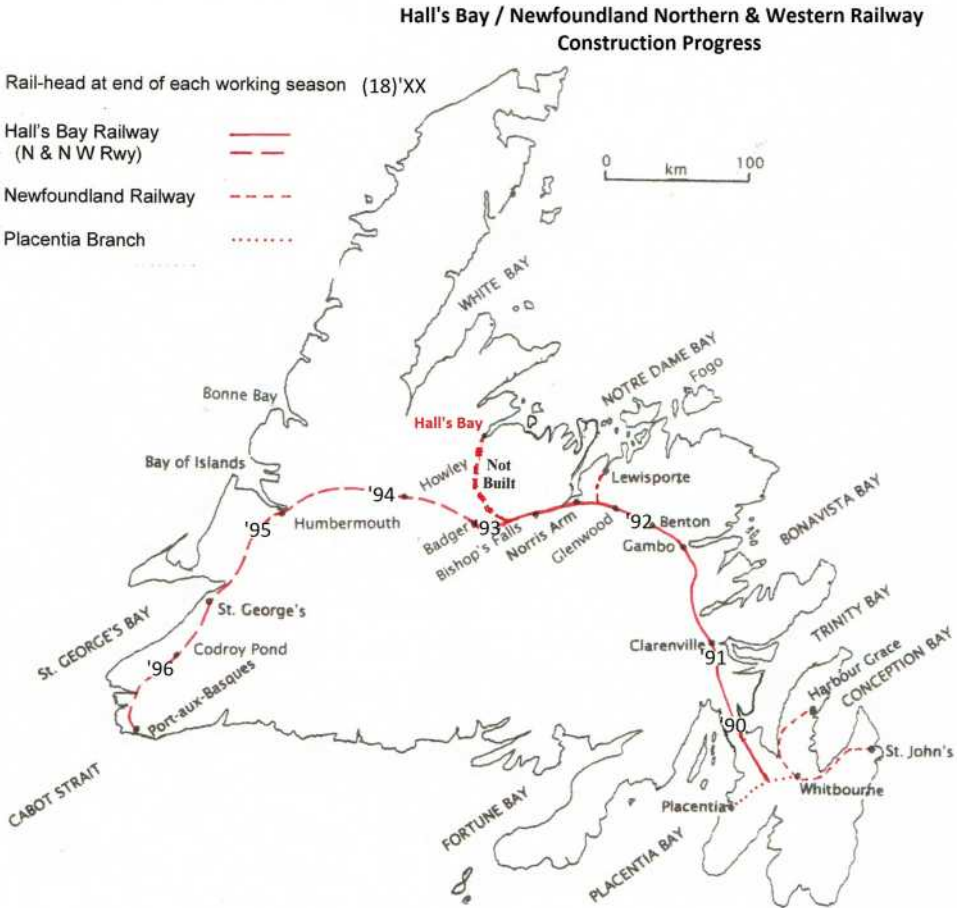 Hall's Bay / Newfoundland Northern & Western Railway
Construction Progress
Rail-head at end of each working season (18)'XX
Hall's Bay Railway
(N & N W Rwy)
Newfoundland Railway
Placentia Branch
0
100
km
WHITE BAY
NOTRE DAME BAY
Fogo
Bonne Bay
Hall's Bay
Bay of Islands
Howley
Not
Built
Lewisporte
'94
BONAVISTA BAY
'95
Humbermouth
Badger
'93
Bishop's Falls
Norris Arm
Glenwood
'92
Benton
Gambo
St. GEORGE'S BAY
St. George's
TRINITY BAY
Clarenville
'91
Codroy Pond
'96
Harbour Grace
CONCEPTION BAY
Port-aux-Basques
'90
St. John's
Whitbourne
CABOT STRAIT
FORTUNE BAY
Placentia
PLACENTIA BAY